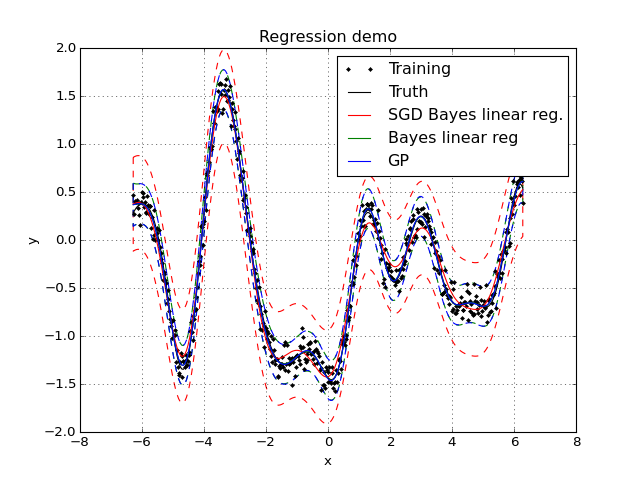 Regression demo
Training
Truth
SGD Bayes linear reg.
Bayes linear reg
GP
y
2.0
1.5
1.0
0.5
0.0
−0.5
−1.0
−1.5
−2.0
−8 −6 −4 −2 0 2 4 6 8
x